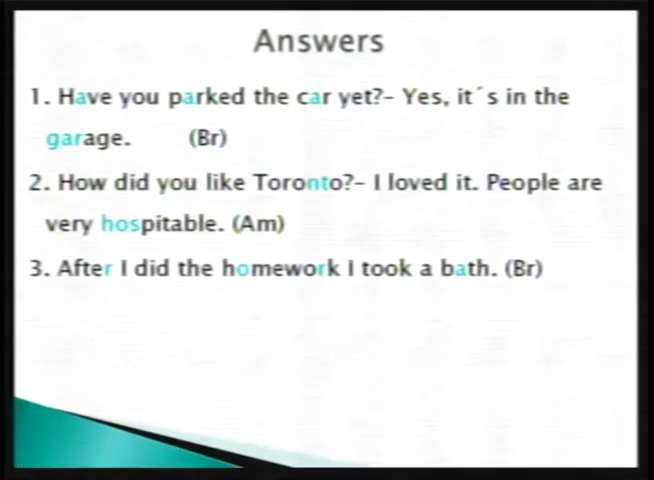 Answers
1. Have you parked the car yet?- Yes, it´s in the
garage. (Br)
2. How did you like Toronto?- I loved it. People are
very hospitable. (Am)
3. After I did the homework I took a bath. (Br)